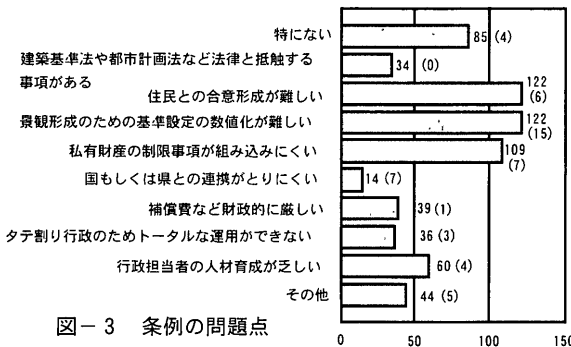 特にない
85 (4)
建築基準法や都市計画法など法律と抵触する
事項がある
34 (0)
住民との合意形成が難しい
122
(6)
景観形成のための基準設定の数値化が難しい
122
(15)
私有財産の制限事項が組み込みにくい
109
(7)
国もしくは県との連携がとりにくい
14 (7)
補償費など財政的に厳しい
39 (1)
タテ割り行政のためトータルな運用ができない
36 (3)
行政担当者の人材育成が乏しい
60 (4)
その他
44 (5)
図－3 条例の問題点
0 50 100 150